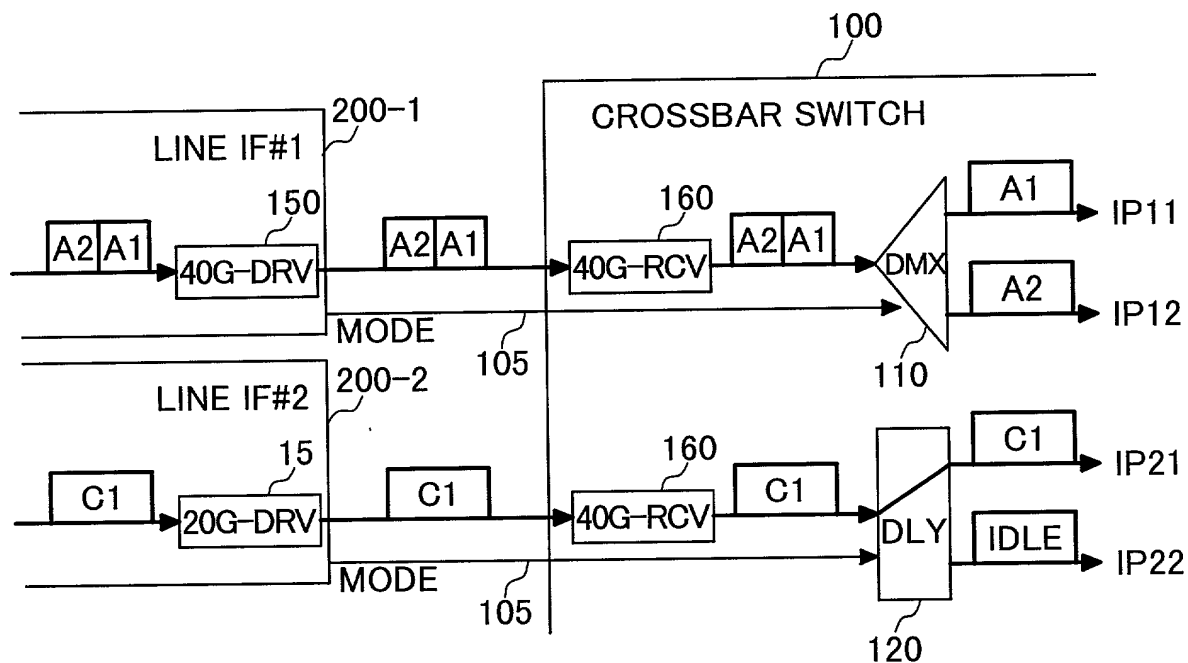 100
200-1
CROSSBAR SWITCH
LINE IF#1
150
160
A1
IP11
A2 A1
40G-DRV
A2 A1
40G-RCV
A2 A1
DMX
A2
IP12
MODE
105
110
200-2
LINE IF#2
15
160
C1
IP21
C1
20G-DRV
C1
40G-RCV
C1
DLY
IDLE
IP22
MODE
105
120